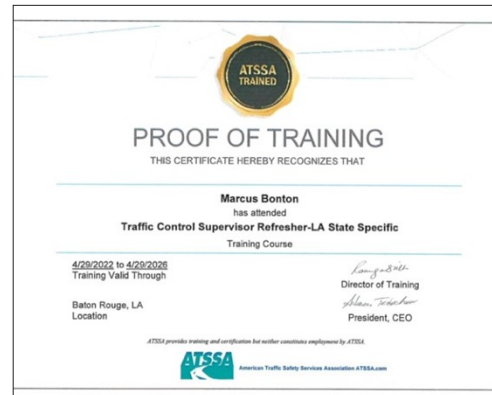 ATSSA
TRAINED
PROOF OF TRAINING
THIS CERTIFICATE HEREBY RECOGNIZES THAT
Marcus Bonton
has attended
Traffic Control Supervisor Refresher-LA State Specific
Training Course
4/29/2022 to 4/29/2026
Training Valid Through
Director of Training
Baton Rouge, LA
Location
President, CEO
ATSSA provides training and certification but neither constitutes employment by ATSSA.
ATSSA
American Traffic Safety Services Association ATSSA.com